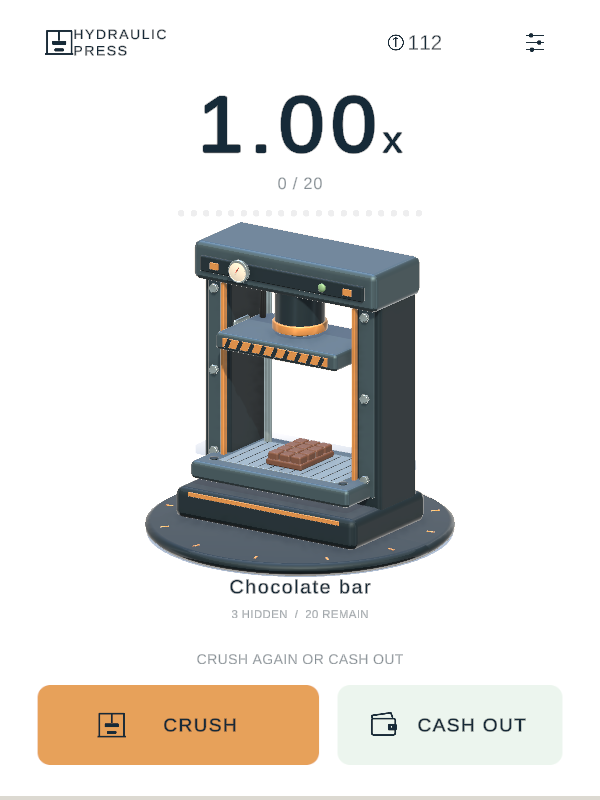 HYDRAULIC
PRESS
112
1.00x
0 / 20
Chocolate bar
3 HIDDEN / 20 REMAIN
CRUSH AGAIN OR CASH OUT
CRUSH
CASH OUT